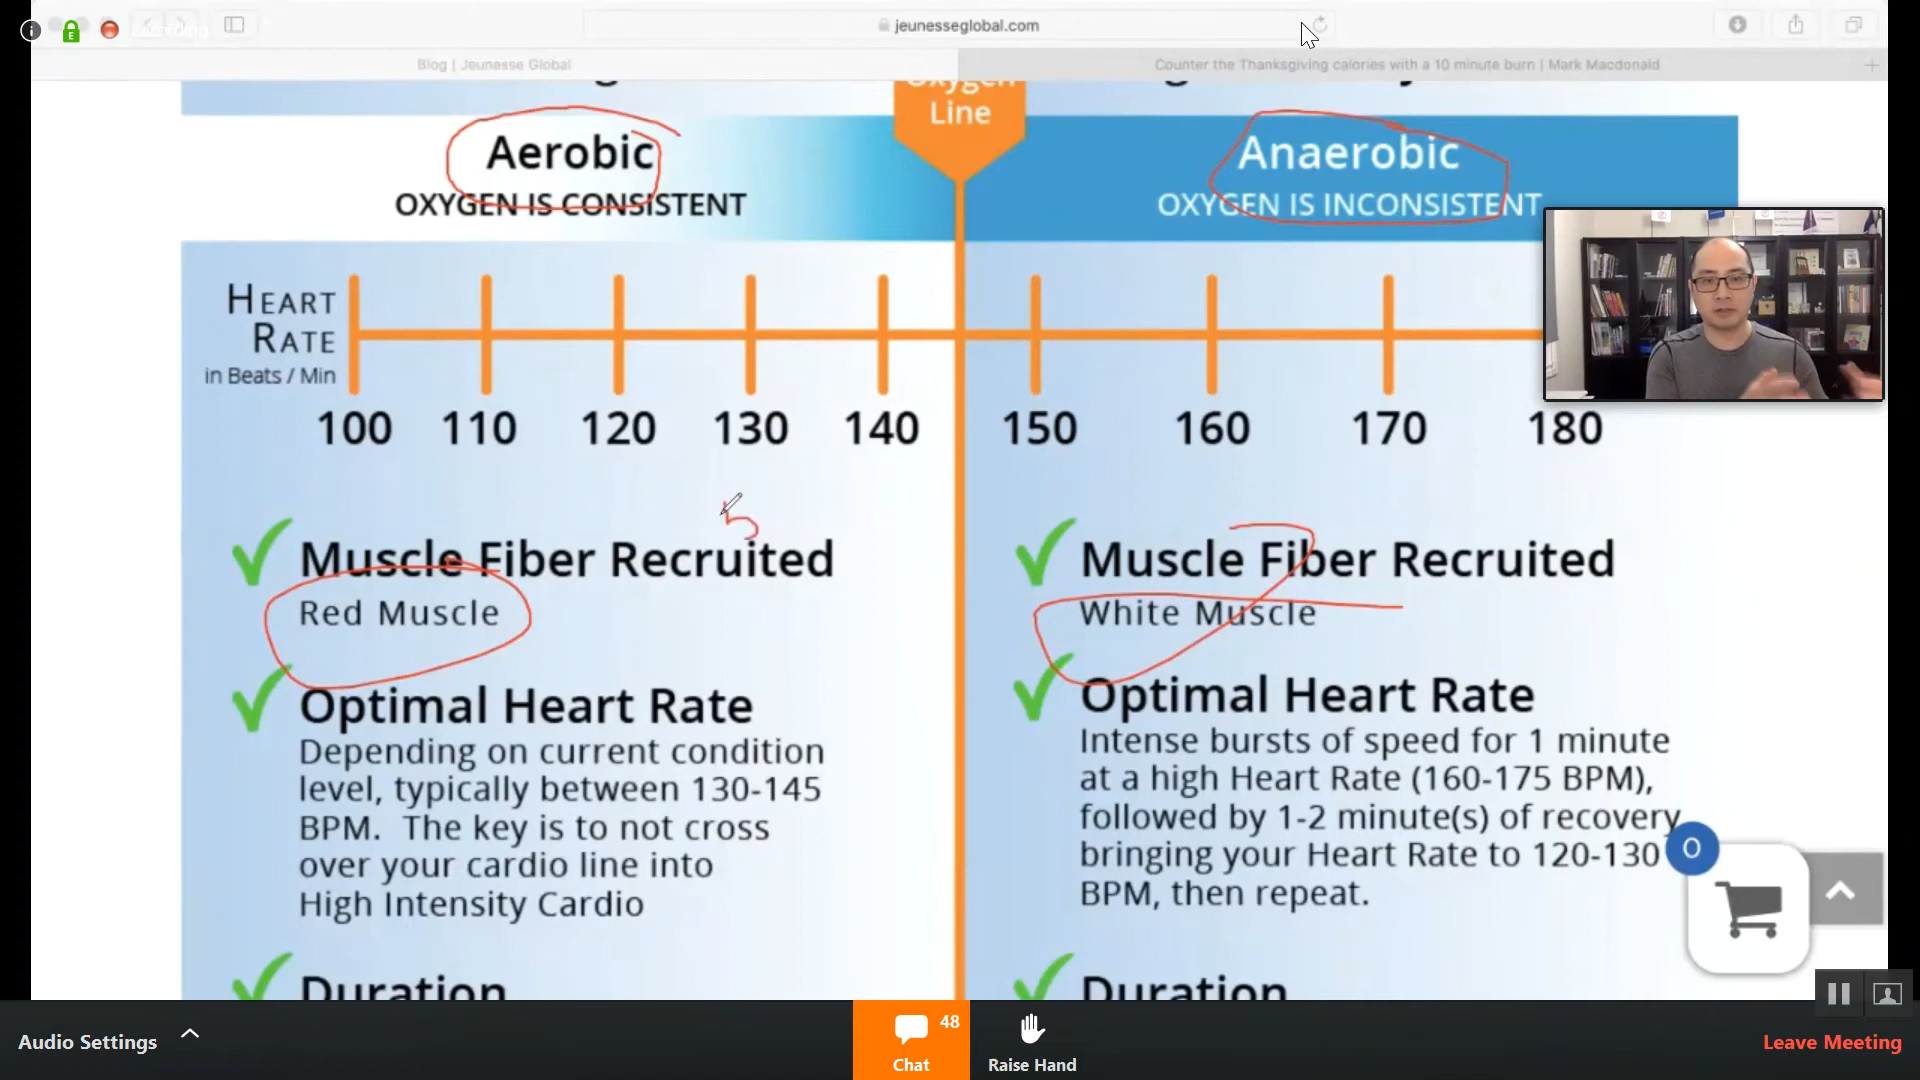 jeunesseglobal.com
Blog | Jeunesse Global
Counter the Thanksgiving calories with a 10 minute burn | Mark Macdonald
Oxygen
Line
Aerobic
OXYGEN IS CONSISTENT
Anaerobic
OXYGEN IS INCONSISTENT
HEART
RATE
in Beats / Min
100 110 120 130 140 150 160 170 180
5
Muscle Fiber Recruited
Red Muscle
Optimal Heart Rate
Depending on current condition
level, typically between 130-145
BPM. The key is to not cross
over your cardio line into
High Intensity Cardio
Duration
Muscle Fiber Recruited
White Muscle
Optimal Heart Rate
Intense bursts of speed for 1 minute
at a high Heart Rate (160-175 BPM),
followed by 1-2 minute(s) of recovery
bringing your Heart Rate to 120-130
BPM, then repeat.
Duration
0
Audio Settings
48
Chat
Raise Hand
Leave Meeting